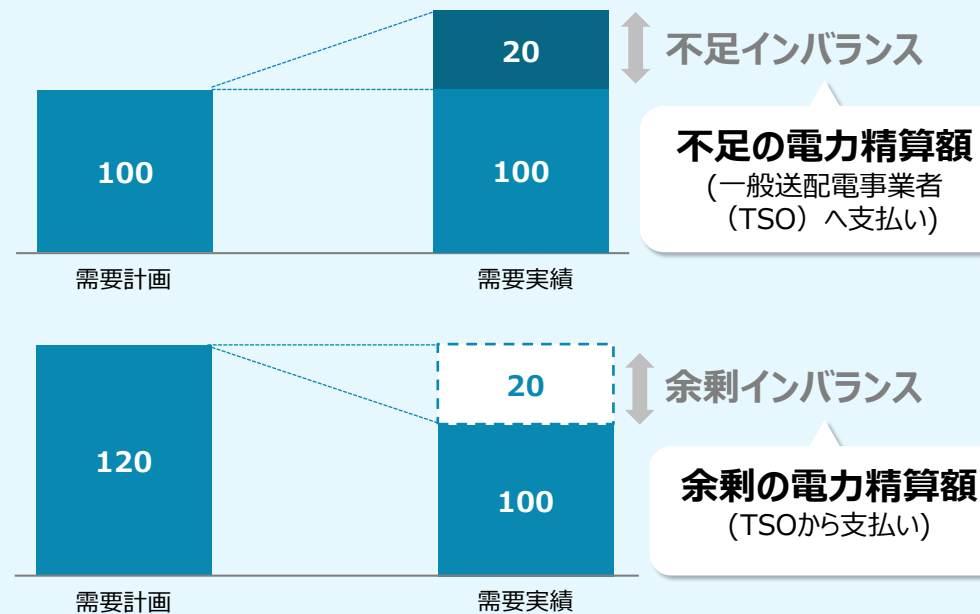 20
不足インバランス
100
100
不足の電力精算額
(一般送配電事業者
（TSO）へ支払い)
需要計画
需要実績
20
余剰インバランス
120
100
余剰の電力精算額
(TSOから支払い)
需要計画
需要実績